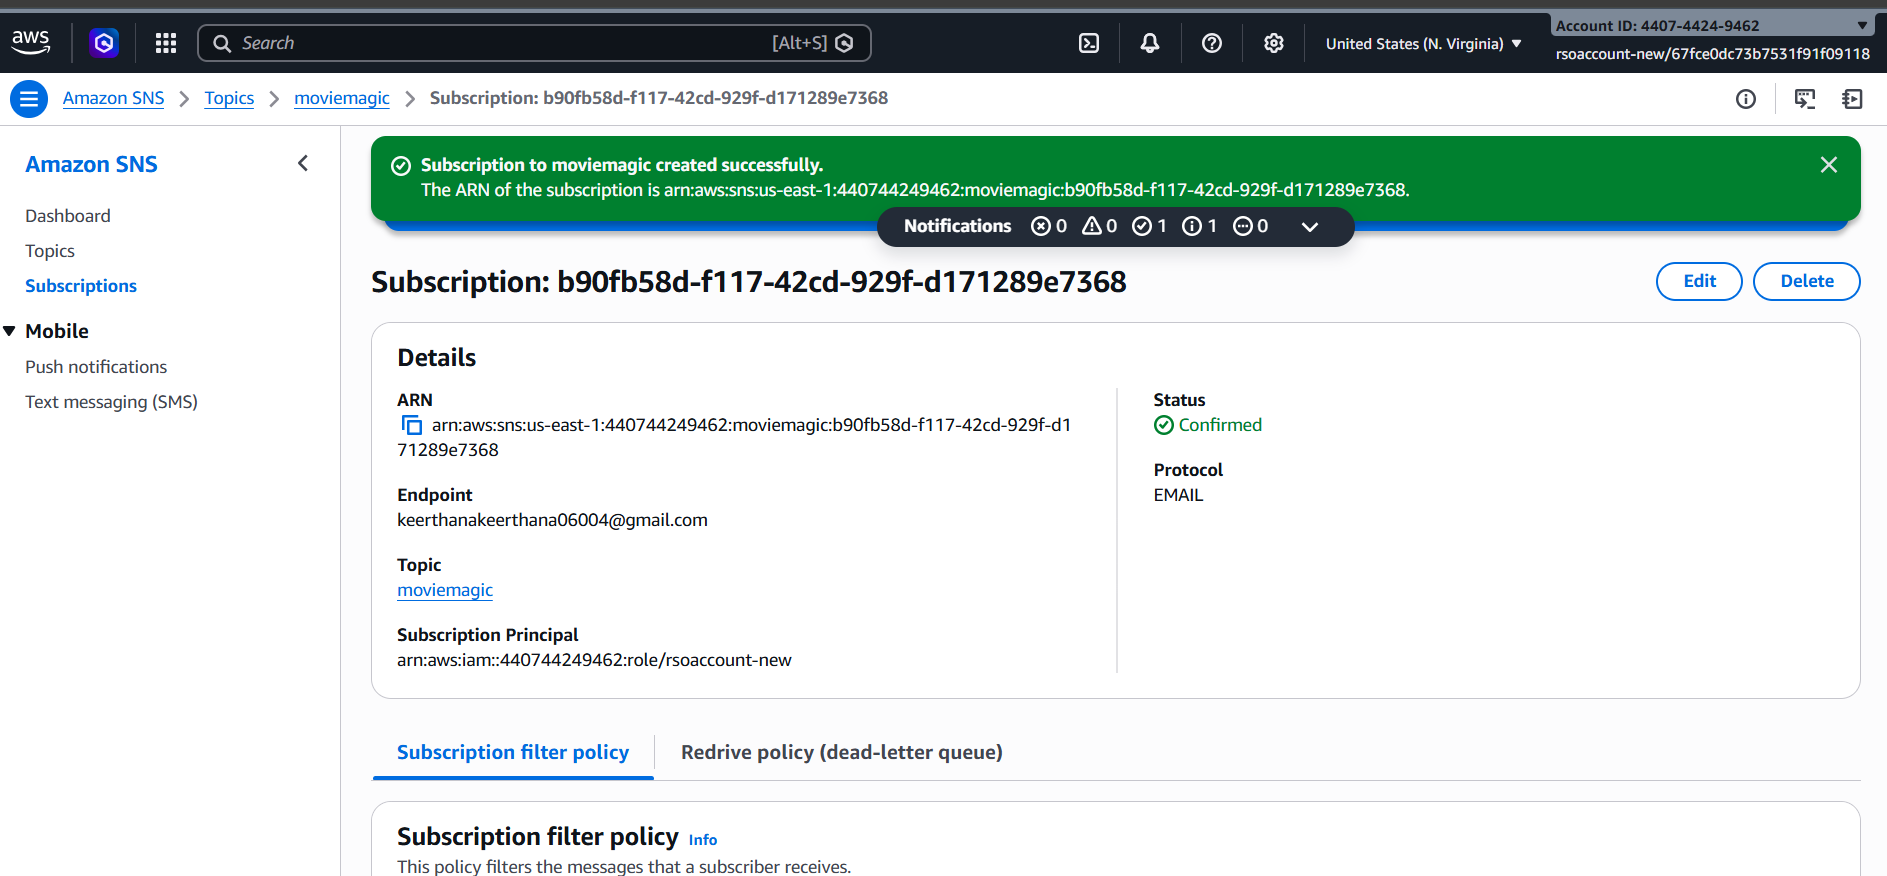 aws
Search [Alt+S]
United States (N. Virginia)
Account ID: 4407-4424-9462
rsoaccount-new/67fce0dc73b7531f91f09118
Amazon SNS
Topics
moviemagic
Subscription: b90fb58d-f117-42cd-929f-d171289e7368
Amazon SNS
Dashboard
Topics
Subscriptions
Mobile
Push notifications
Text messaging (SMS)
Subscription to moviemagic created successfully.
The ARN of the subscription is arn:aws:sns:us-east-1:440744249462:moviemagic:b90fb58d-f117-42cd-929f-d171289e7368.
Notifications 0 0 1 1 0
Subscription: b90fb58d-f117-42cd-929f-d171289e7368
Edit
Delete
Details
ARN
arn:aws:sns:us-east-1:440744249462:moviemagic:b90fb58d-f117-42cd-929f-d1
71289e7368
Endpoint
keerthanakeerthana06004@gmail.com
Topic
moviemagic
Subscription Principal
arn:aws:iam::440744249462:role/rsoaccount-new
Status
Confirmed
Protocol
EMAIL
Subscription filter policy
Redrive policy (dead-letter queue)
Subscription filter policy Info
This policy filters the messages that a subscriber receives.